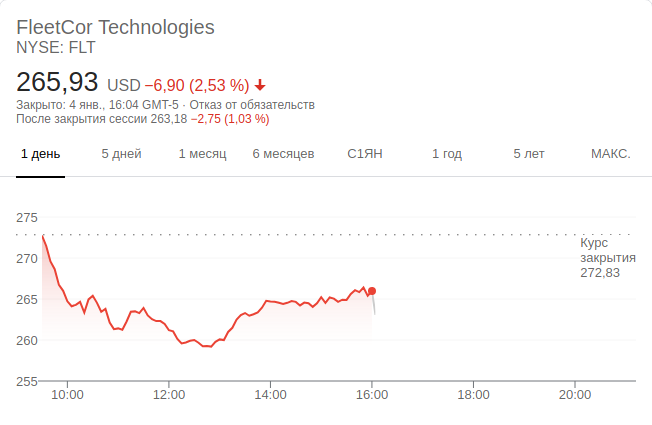 FleetCor Technologies
NYSE: FLT
265,93 USD −6,90 (2,53 %)
Закрыто: 4 янв., 16:04 GMT-5 · Отказ от обязательств
После закрытия сессии 263,18 −2,75 (1,03 %)
1 день 5 дней 1 месяц 6 месяцев С1ЯН 1 год 5 лет МАКС.
275
Курс
закрытия
272,83
270
265
260
255
10:00 12:00 14:00 16:00 18:00 20:00